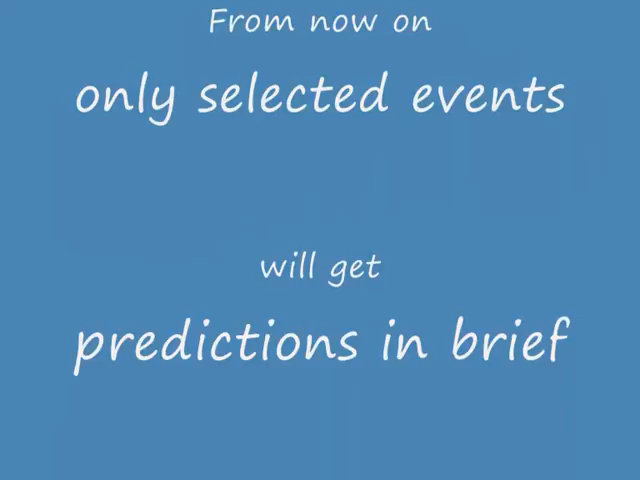 From now on
only selected events
will get
predictions in brief